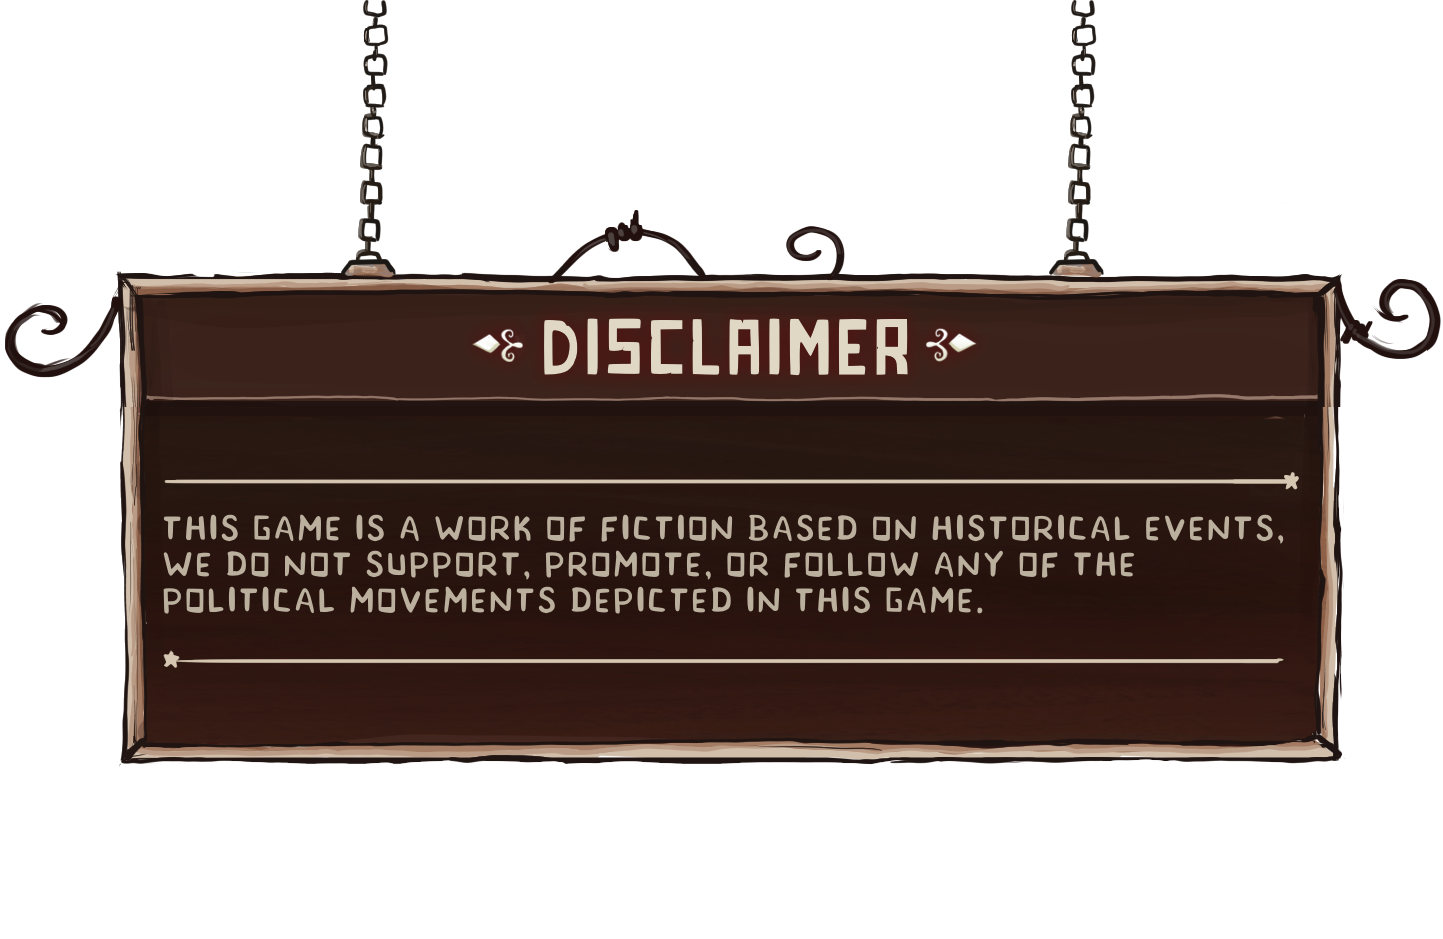 DISCLAIMER
THIS GAME IS A WORK OF FICTION BASED ON HISTORICAL EVENTS,
WE DO NOT SUPPORT, PROMOTE, OR FOLLOW ANY OF THE
POLITICAL MOVEMENTS DEPICTED IN THIS GAME.